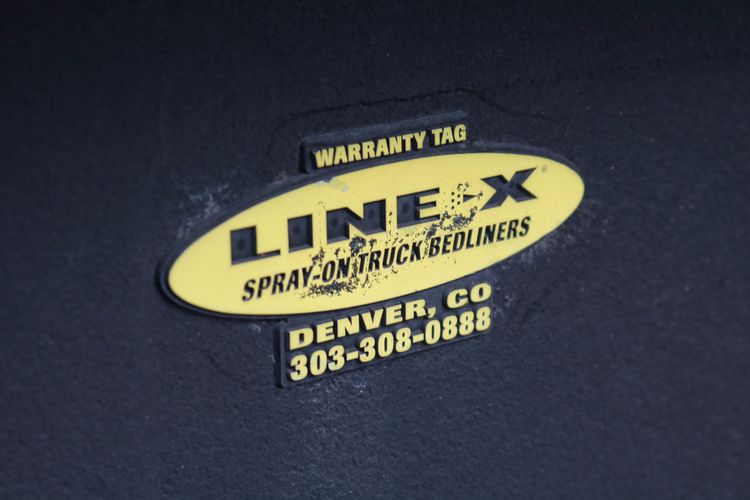 WARRANTY TAG
LINE-X®
SPRAY-ON TRUCK BEDLINERS
DENVER, CO
303-308-0888